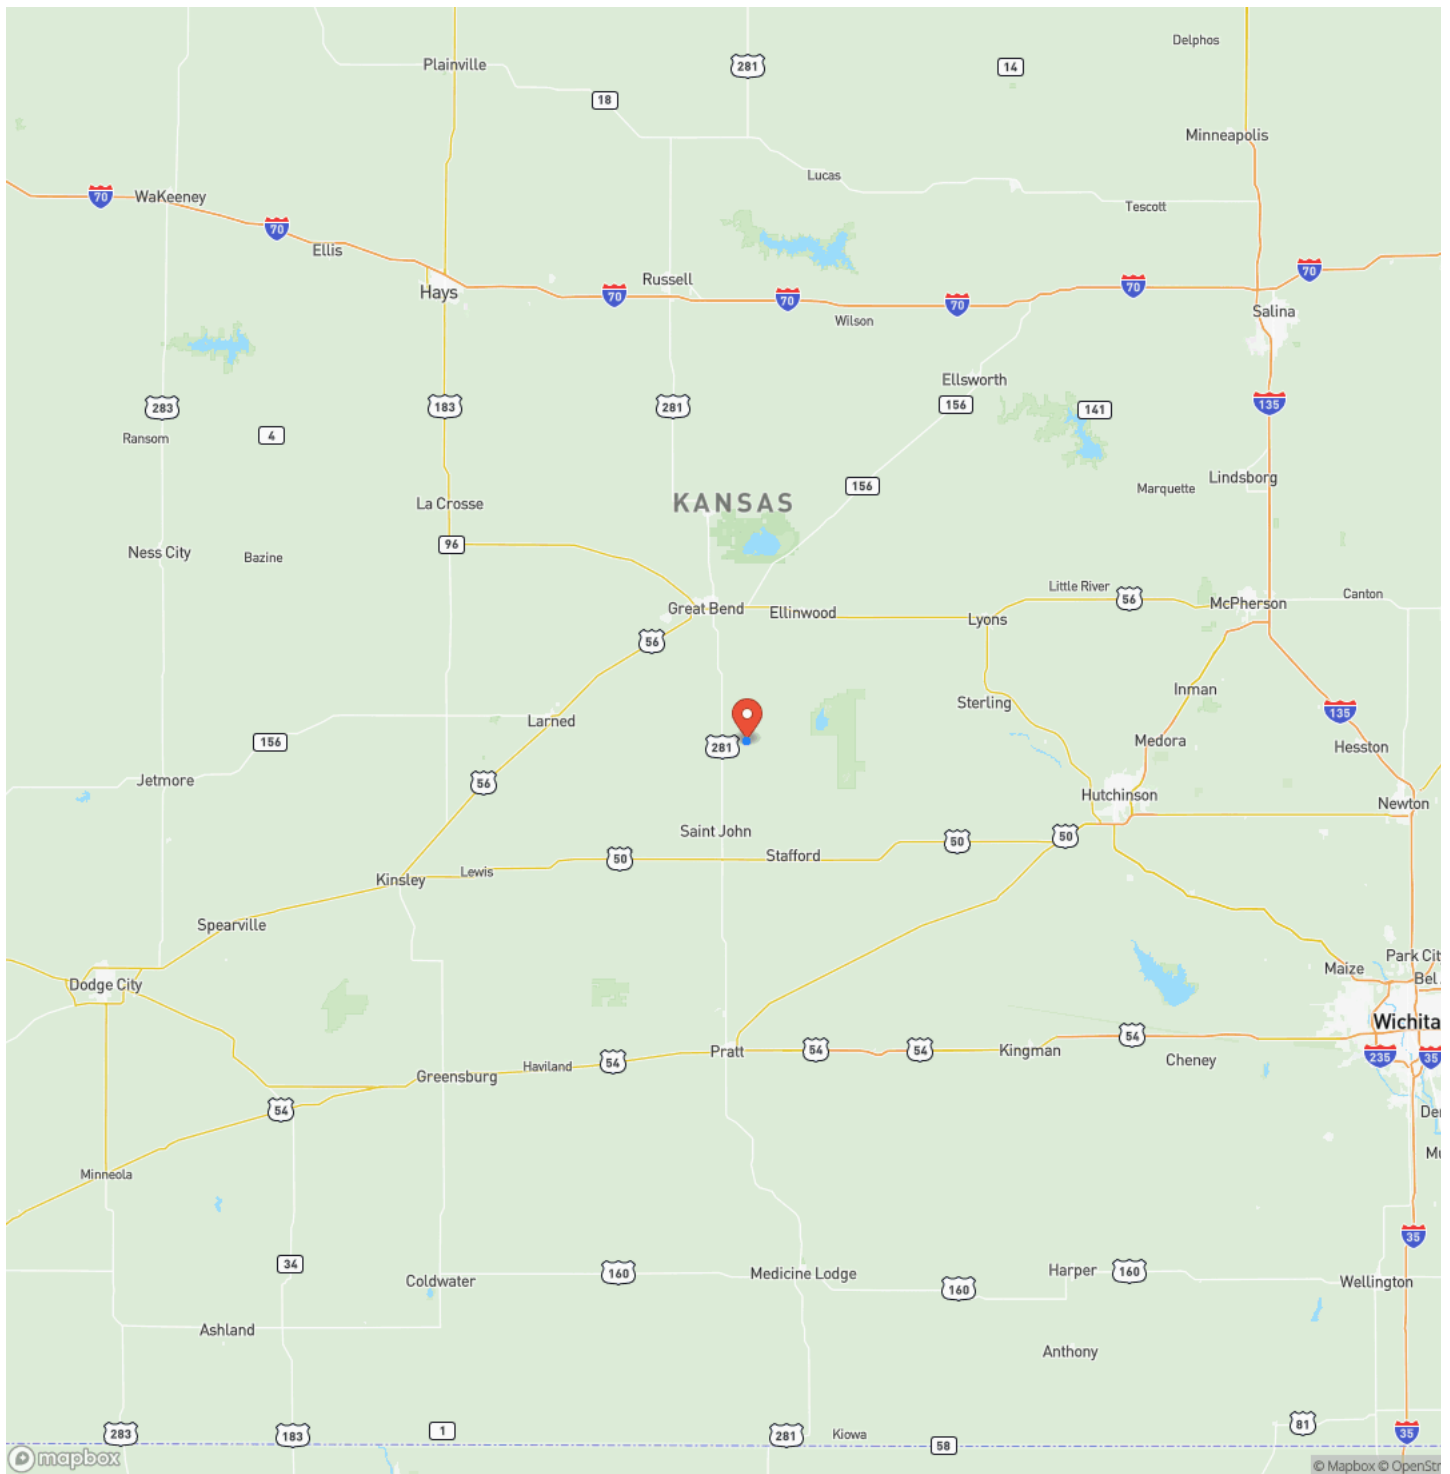 Delphos
Plainville
281
14
18
Minneapolis
Lucas
70
WaKeeney
Tescott
70
Ellis
Russell
70
Hays
70
70
70
70
Wilson
Salina
Ellsworth
283
183
281
156
141
135
Ransom
4
Lindsborg
156
Marquette
La Crosse
KANSAS
96
Ness City
Bazine
Little River
56
McPherson
Canton
Great Bend
Ellinwood
Lyons
56
Inman
Sterling
135
Larned
156
281
Medora
Hesston
Jetmore
56
Hutchinson
Newton
Saint John
50
50
50
Stafford
Lewis
Kinsley
Spearville
Park Cit
Maize
Dodge City
Bel
Wichita
54
54
54
Pratt
Kingman
235
35
Haviland
54
Cheney
Greensburg
54
De
Minneola
Mu
35
34
160
Medicine Lodge
Harper
160
Coldwater
160
Wellington
Ashland
Anthony
283
183
1
281
Kiowa
58
81
35
mapbox
© Mapbox © OpenStr